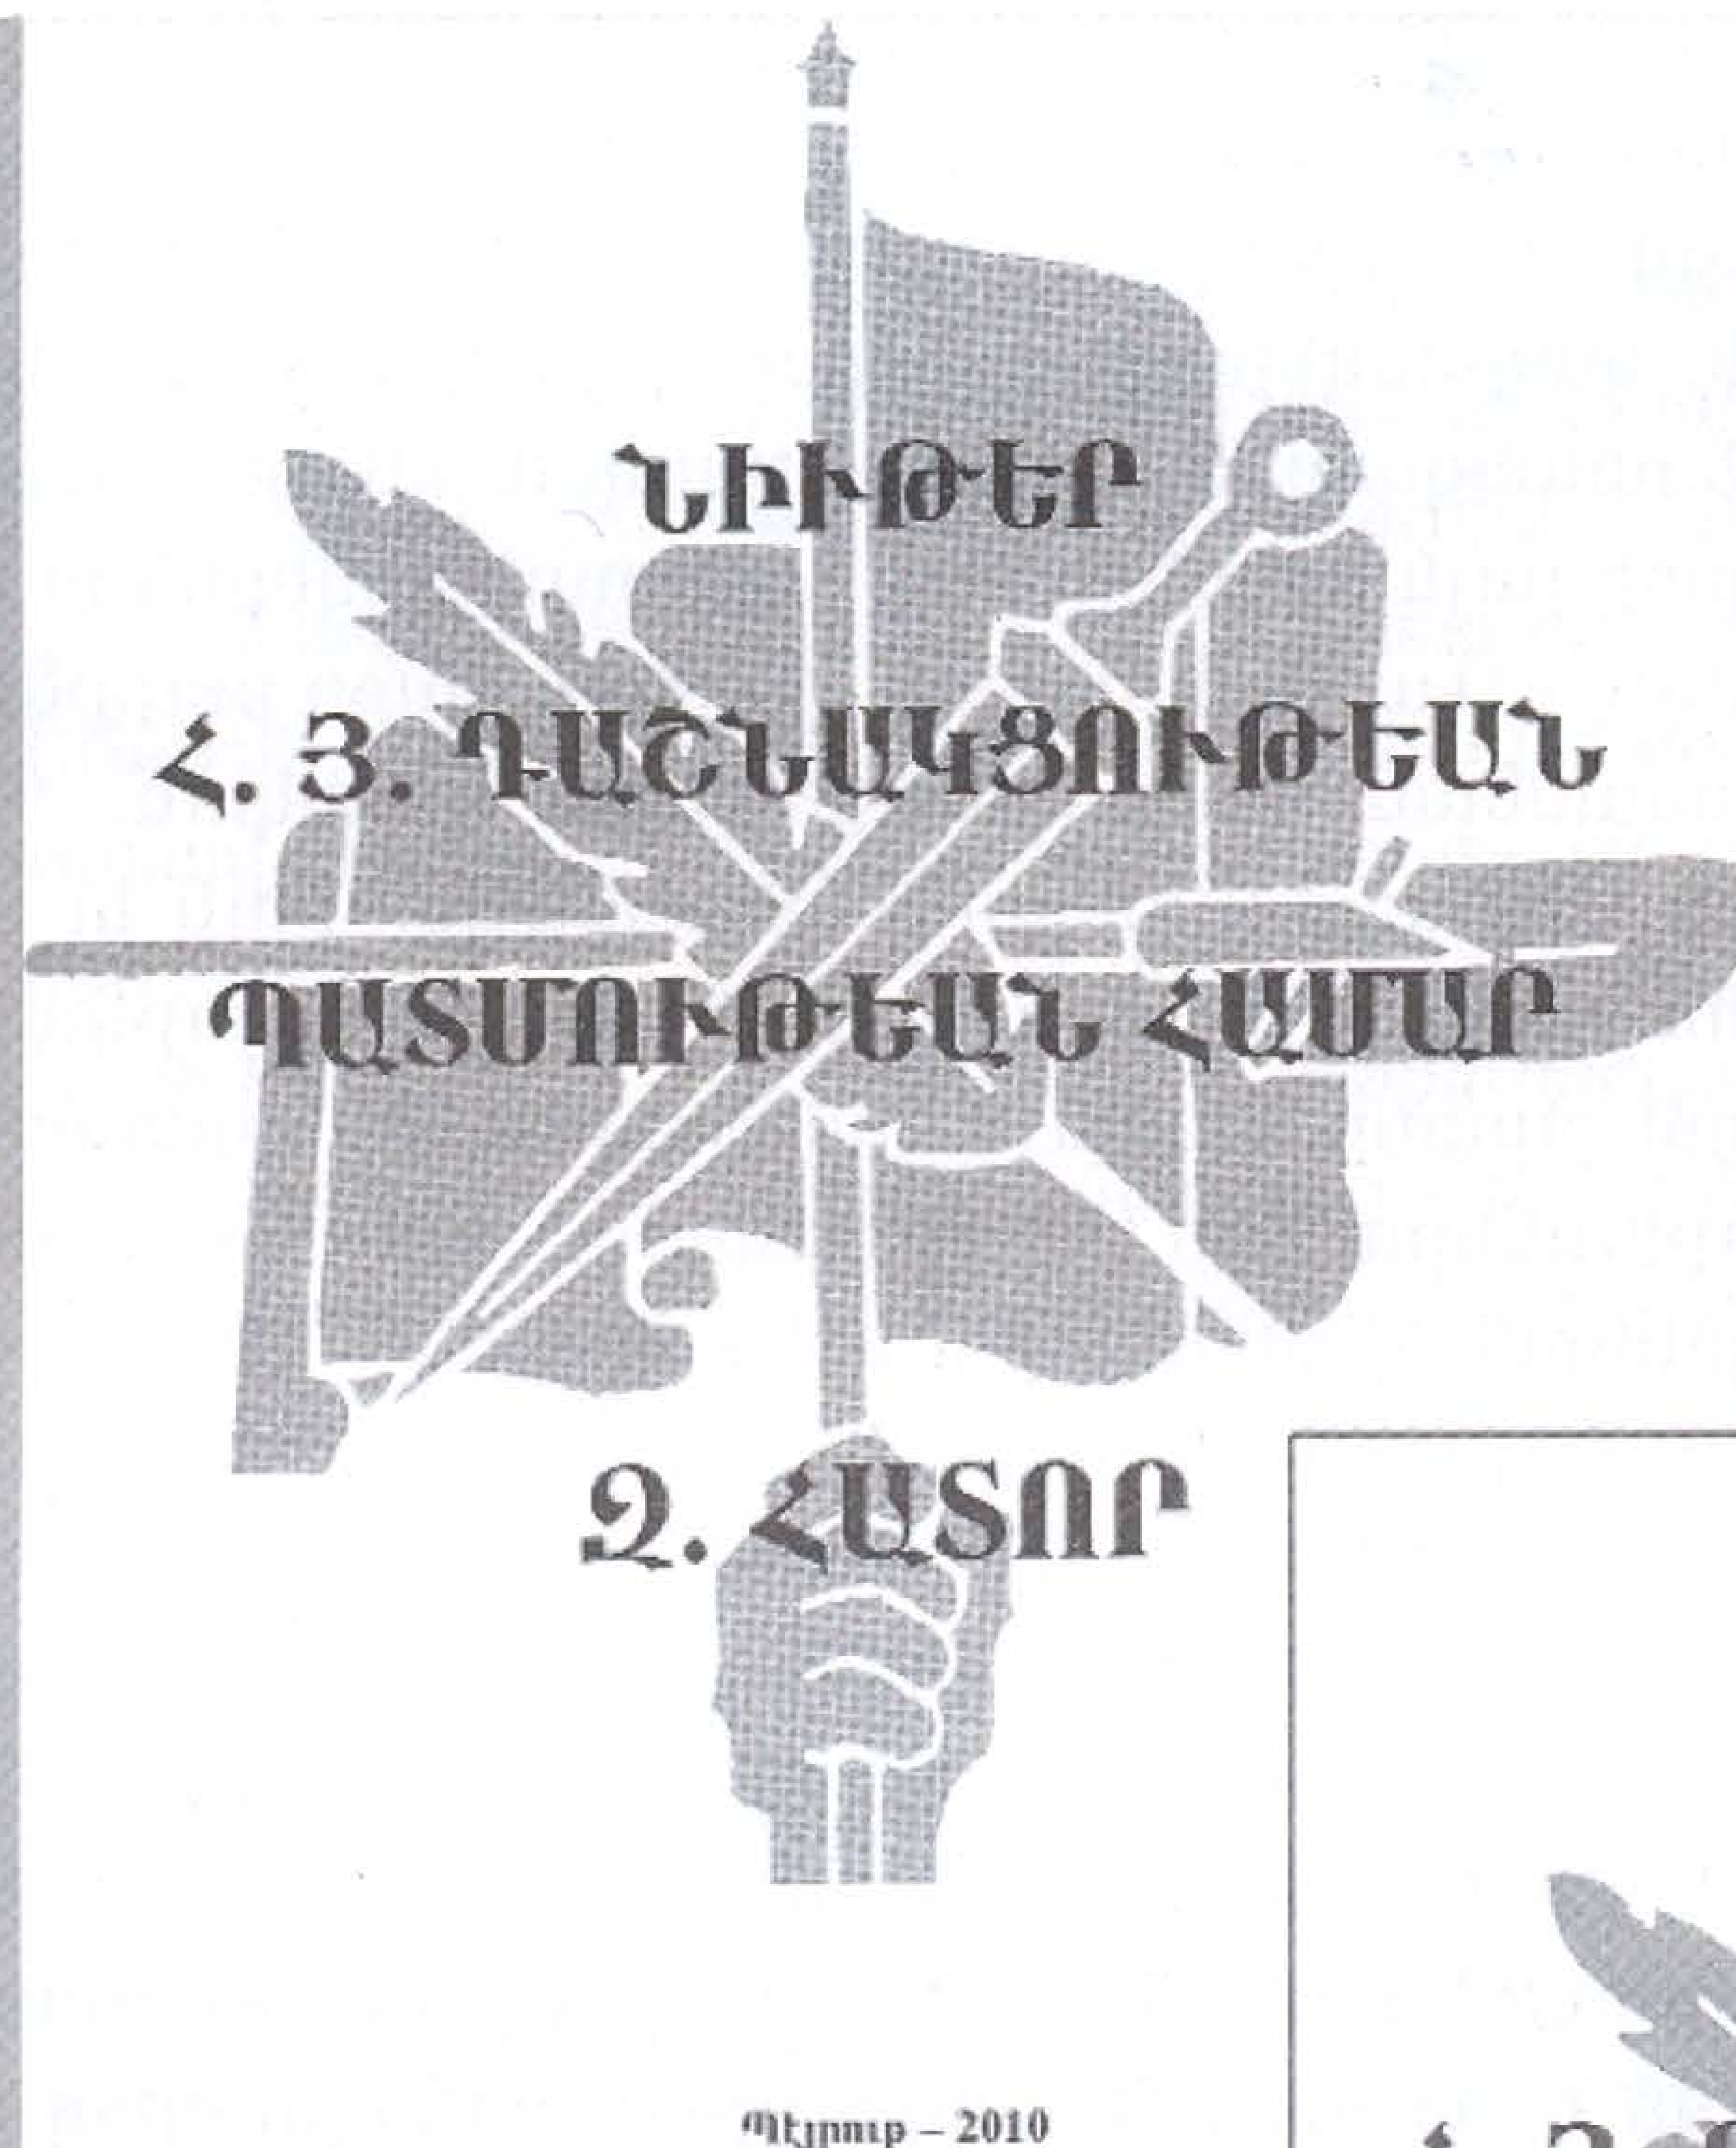 ՆԻՒԹԵՐ
Հ. Յ. ԴԱՇՆԱԿՑՈՒԹԵԱՆ
ՊԱՏՄՈՒԹԵԱՆ ՀԱՄԱՐ
Զ. ՀԱՏՈՐ
Պէյրութ – 2010